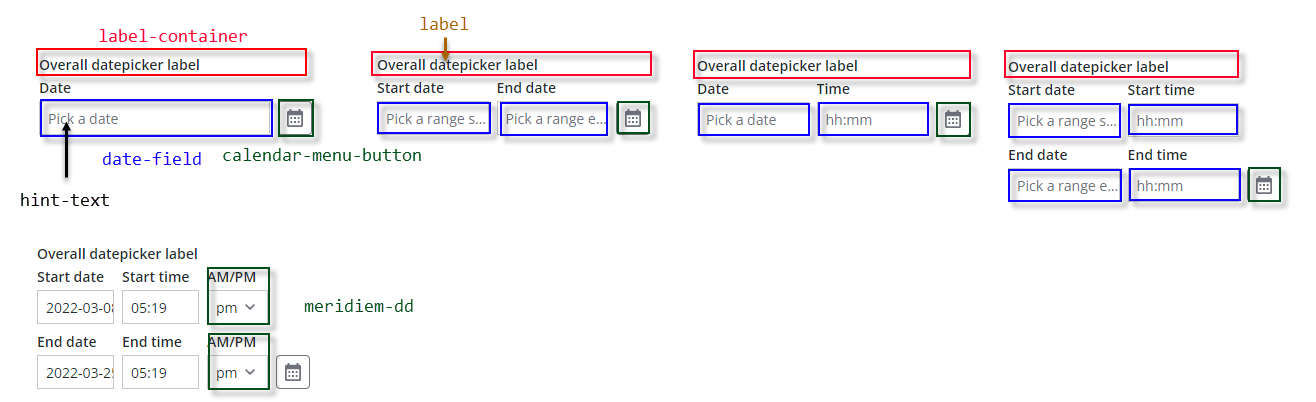 label
label-container
Overall datepicker label
Date
Pick a date
Overall datepicker label
Start date End date
Pick a range s... Pick a range e...
Overall datepicker label
Date Time
Pick a date hh:mm
Overall datepicker label
Start date Start time
Pick a range s... hh:mm
End date End time
Pick a range e... hh:mm
date-field
calendar-menu-button
hint-text
Overall datepicker label
Start date Start time AM/PM
2022-03-08 05:19 pm
End date End time AM/PM
2022-03-25 05:19 pm
meridiem-dd